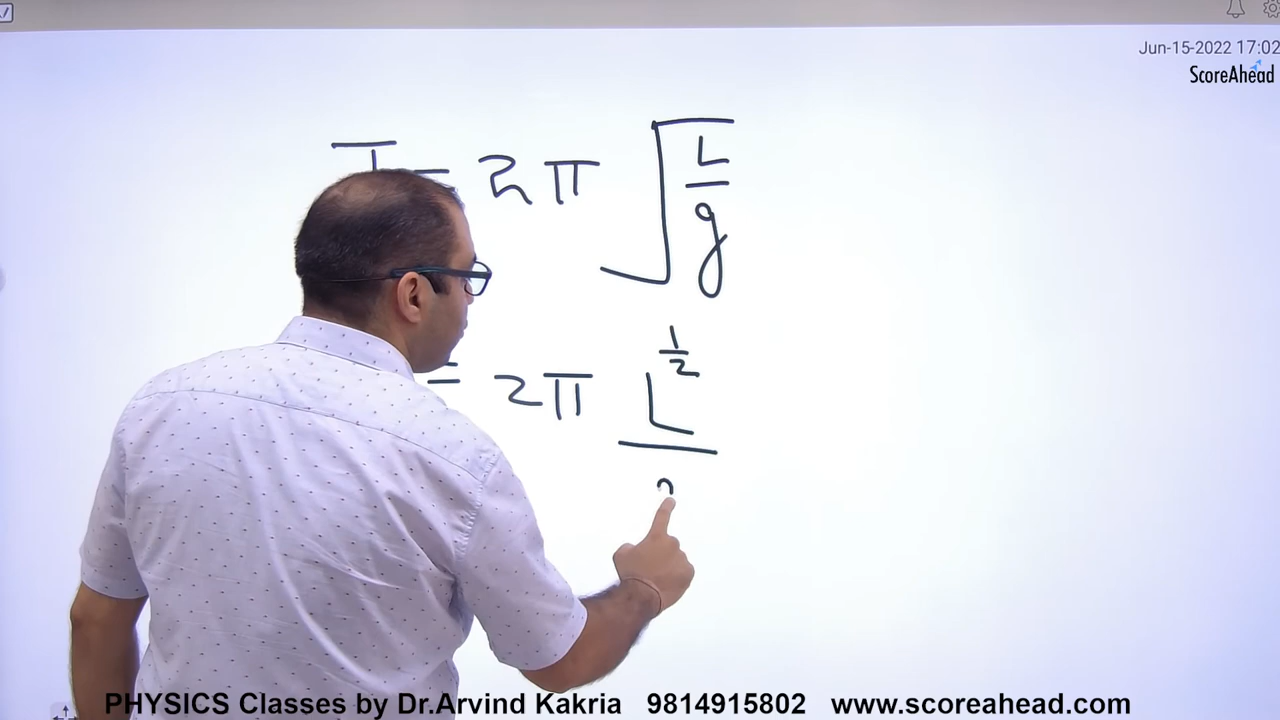 Jun-15-2022 17:02
ScoreAhead
T = 2π √L/g
= 2π L^1/2
PHYSICS Classes by Dr.Arvind Kakria 9814915802 www.scoreahead.com